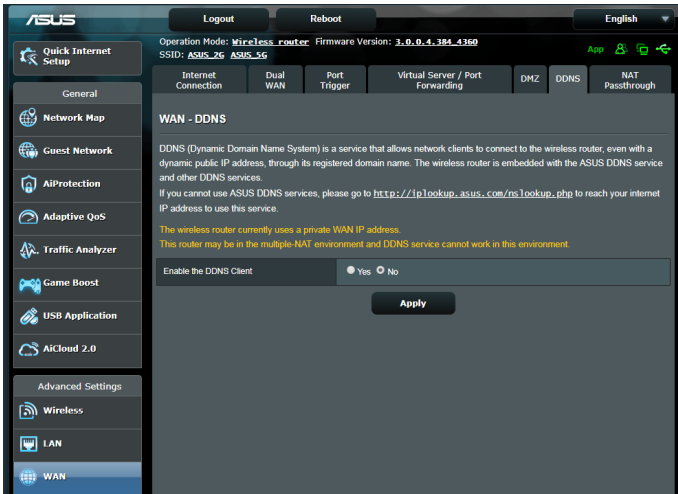 ASUS
Logout
Reboot
English
Quick Internet
Setup
General
Network Map
Guest Network
AiProtection
Adaptive QoS
Traffic Analyzer
Game Boost
USB Application
AiCloud 2.0
Advanced Settings
Wireless
LAN
WAN
Operation Mode: Wireless router Firmware Version: 3.0.0.4.384_4360
SSID: ASUS_2G ASUS_5G
App
Internet
Connection
Dual
WAN
Port
Trigger
Virtual Server / Port
Forwarding
DMZ
DDNS
NAT
Passthrough
WAN - DDNS
DDNS (Dynamic Domain Name System) is a service that allows network clients to connect to the wireless router, even with a
dynamic public IP address, through its registered domain name. The wireless router is embedded with the ASUS DDNS service
and other DDNS services.
If you cannot use ASUS DDNS services, please go to http://iplookup.asus.com/nslookup.php to reach your internet
IP address to use this service.
The wireless router currently uses a private WAN IP address.
This router may be in the multiple-NAT environment and DDNS service cannot work in this environment.
Enable the DDNS Client
Yes No
Apply